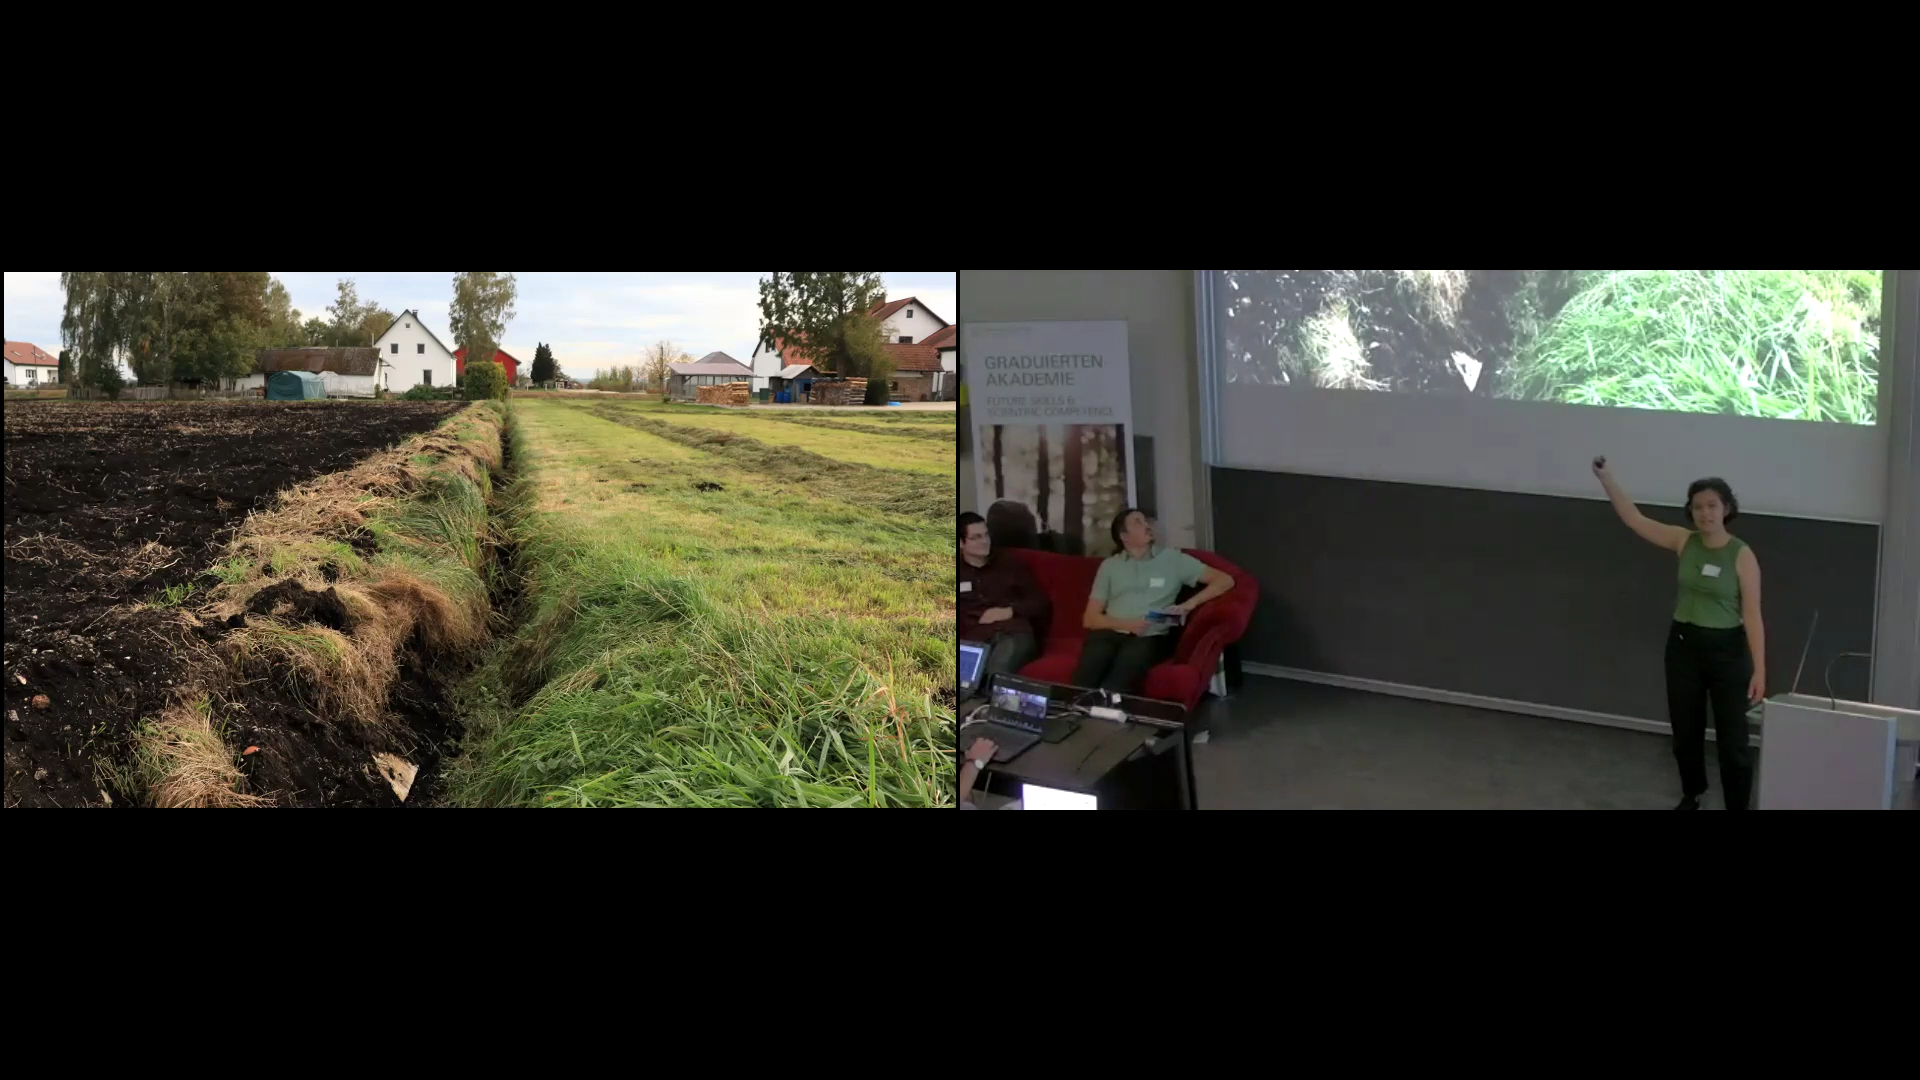 GRADUIERTEN-
AKADEMIE
FUTURE SKILLS &
SCIENTIFIC COMPETENCE